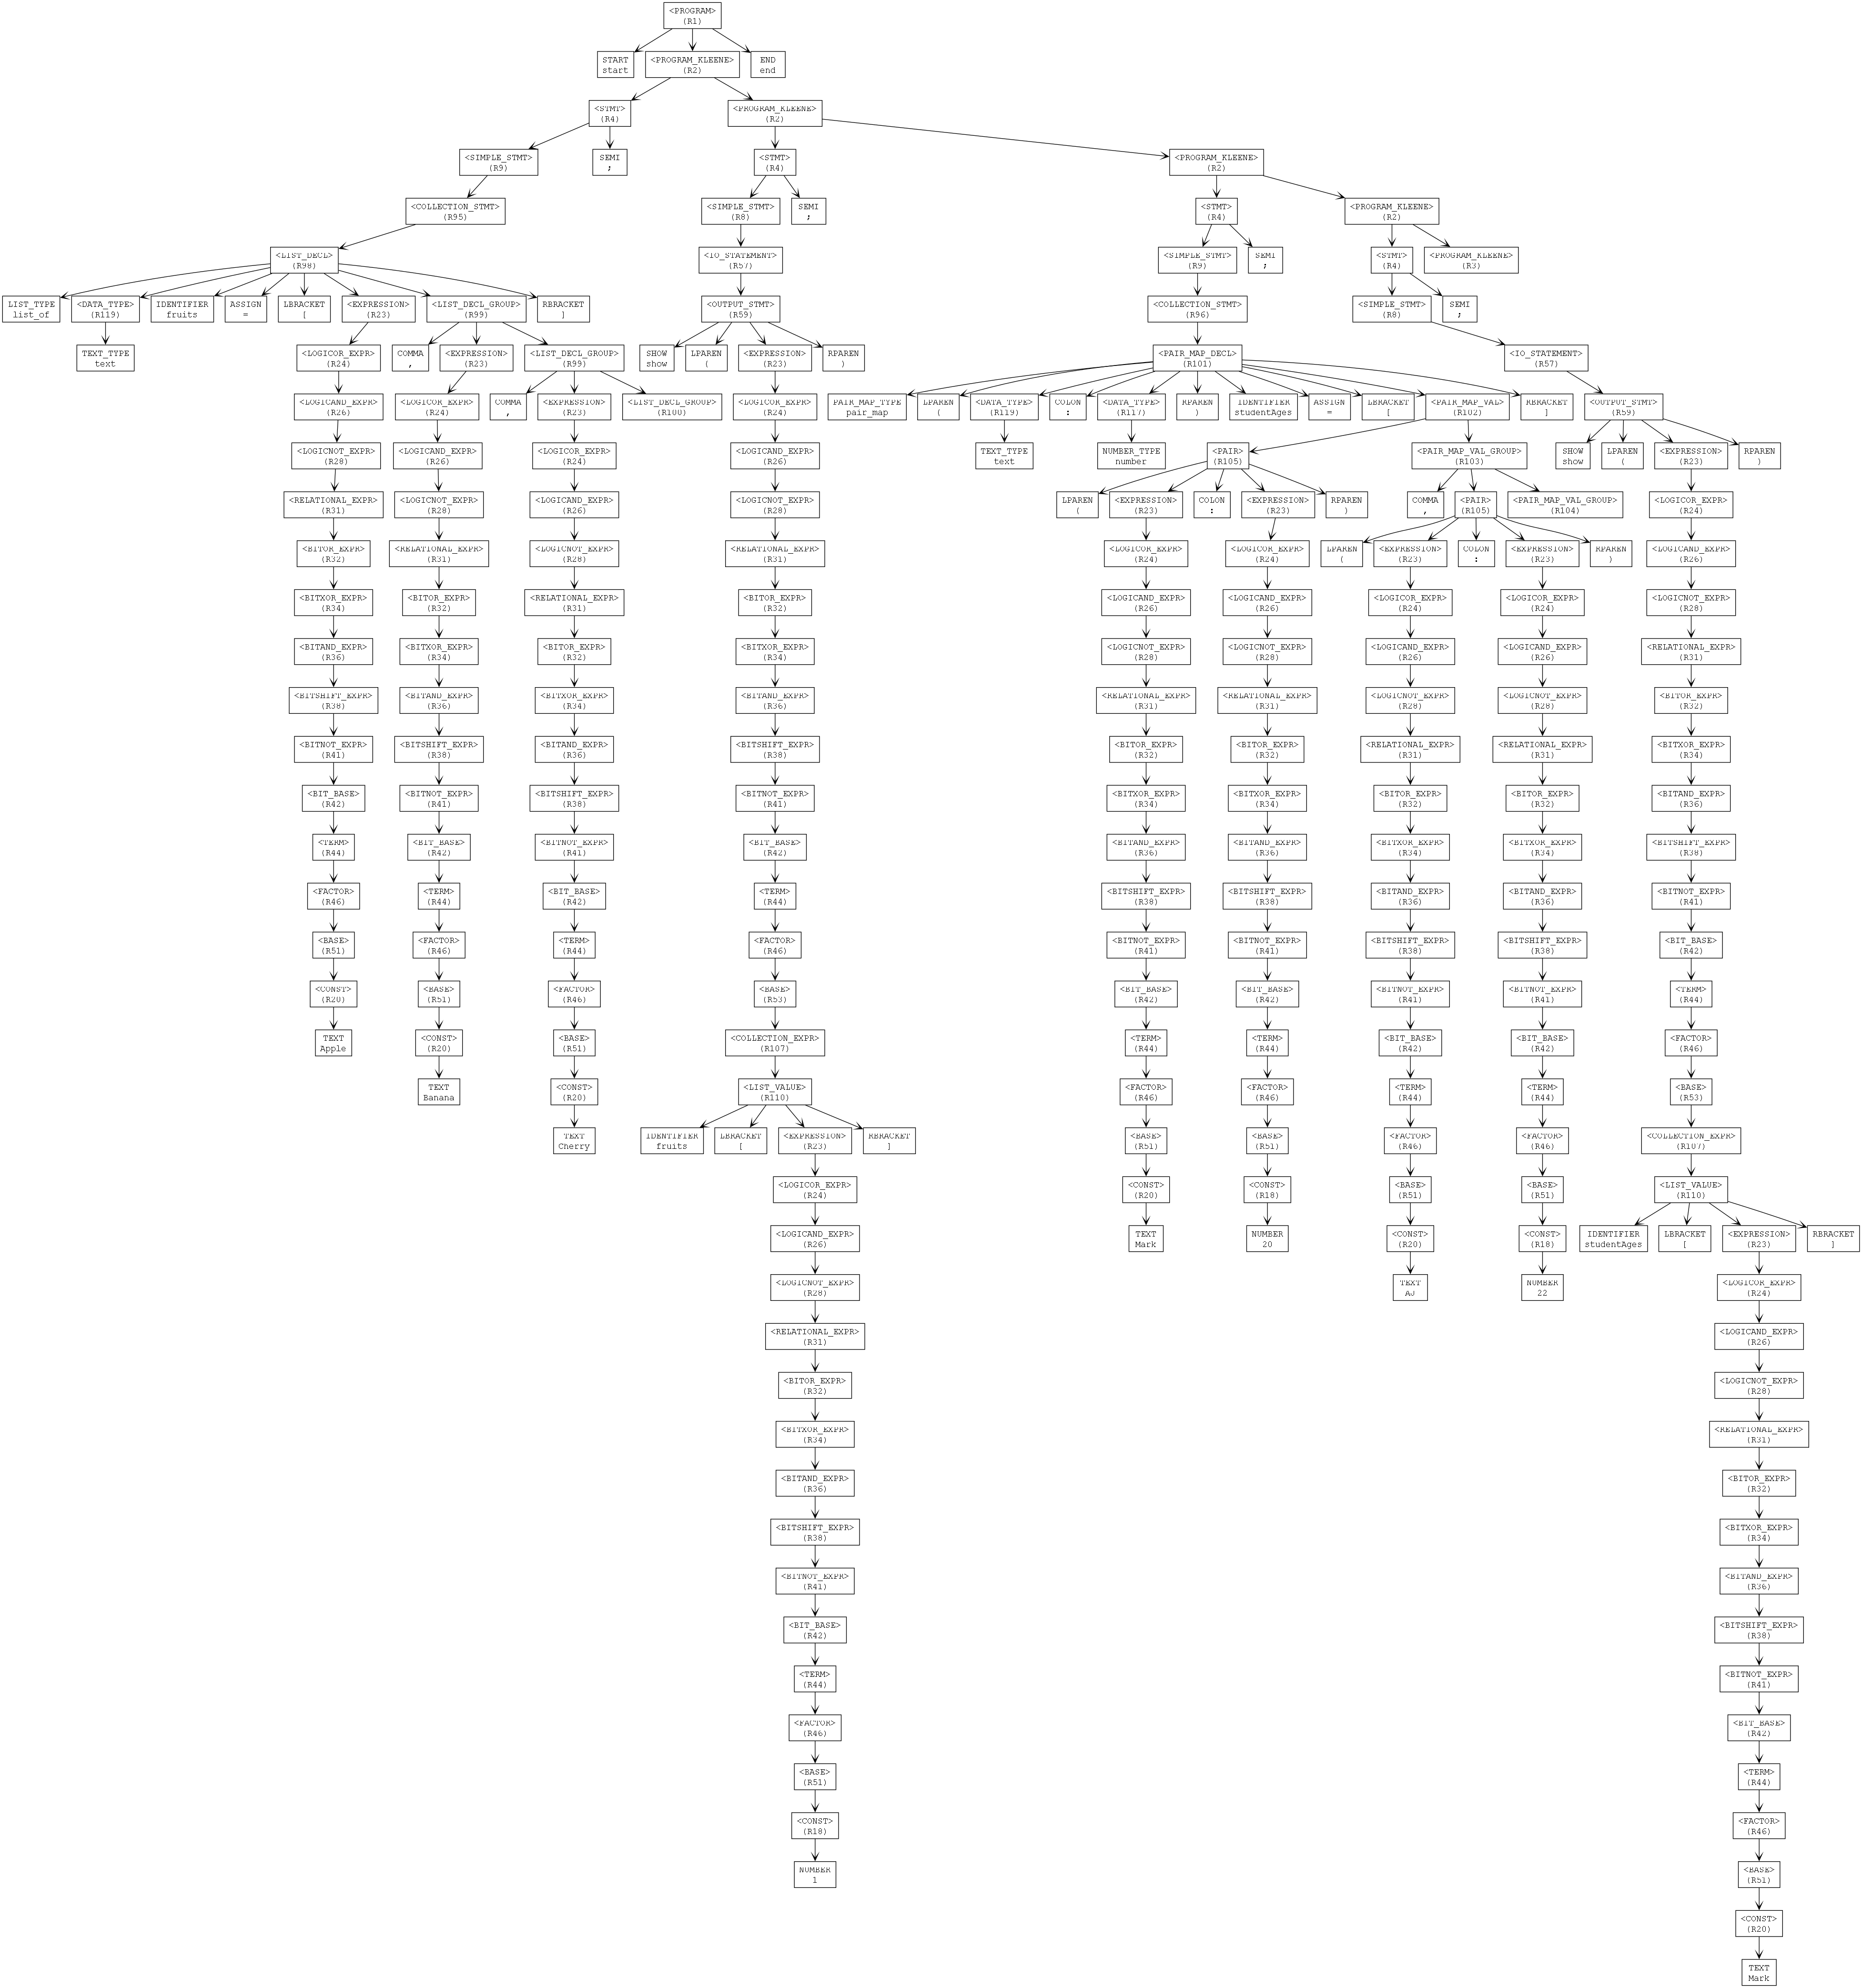 <PROGRAM>
(R1)
START <PROGRAM_KLEENE> END
start (R2) end
<STMT> <PROGRAM_KLEENE>
(R4) (R2)
<SIMPLE_STMT> SEMI <STMT> <PROGRAM_KLEENE>
(R9) ; (R4) (R2)
<COLLECTION_STMT> <SIMPLE_STMT> SEMI <STMT> <PROGRAM_KLEENE>
(R95) (R8) ; (R4) (R2)
<LIST_DECL> <IO_STATEMENT> <SIMPLE_STMT> SEMI <STMT> <PROGRAM_KLEENE>
(R98) (R57) (R9) ; (R4) (R3)
LIST_TYPE <DATA_TYPE> IDENTIFIER ASSIGN LBRACKET <EXPRESSION> <LIST_DECL_GROUP> RBRACKET <OUTPUT_STMT> <COLLECTION_STMT> <SIMPLE_STMT> SEMI
list_of (R119) fruits = [ (R23) (R99) ] (R59) (R96) (R8) ;
TEXT_TYPE <LOGICOR_EXPR> COMMA <EXPRESSION> <LIST_DECL_GROUP> SHOW LPAREN <EXPRESSION> RPAREN <PAIR_MAP_DECL> <IO_STATEMENT>
text (R24) , (R23) (R99) show ( (R23) ) (R101) (R57)
<LOGICAND_EXPR> <LOGICOR_EXPR> COMMA <EXPRESSION> <LIST_DECL_GROUP> <LOGICOR_EXPR> PAIR_MAP_TYPE LPAREN <DATA_TYPE> COLON <DATA_TYPE> RPAREN IDENTIFIER ASSIGN LBRACKET <PAIR_MAP_VAL> RBRACKET <OUTPUT_STMT>
(R26) (R24) , (R23) (R100) (R24) pair_map ( (R119) : (R117) ) studentAges = [ (R102) ] (R59)
<LOGICNOT_EXPR> <LOGICAND_EXPR> <LOGICOR_EXPR> <LOGICAND_EXPR> TEXT_TYPE NUMBER_TYPE <PAIR> <PAIR_MAP_VAL_GROUP> SHOW LPAREN <EXPRESSION> RPAREN
(R28) (R26) (R24) (R26) text number (R105) (R103) show ( (R23) )
<RELATIONAL_EXPR> <LOGICNOT_EXPR> <LOGICAND_EXPR> <LOGICNOT_EXPR> LPAREN <EXPRESSION> COLON <EXPRESSION> RPAREN COMMA <PAIR> <PAIR_MAP_VAL_GROUP> <LOGICOR_EXPR>
(R31) (R28) (R26) (R28) ( (R23) : (R23) ) , (R105) (R104) (R24)
<BITOR_EXPR> <RELATIONAL_EXPR> <LOGICNOT_EXPR> <RELATIONAL_EXPR> <LOGICOR_EXPR> <LOGICOR_EXPR> LPAREN <EXPRESSION> COLON <EXPRESSION> RPAREN <LOGICAND_EXPR>
(R32) (R31) (R28) (R31) (R24) (R24) ( (R23) : (R23) ) (R26)
<BITXOR_EXPR> <BITOR_EXPR> <RELATIONAL_EXPR> <BITOR_EXPR> <LOGICAND_EXPR> <LOGICAND_EXPR> <LOGICOR_EXPR> <LOGICOR_EXPR> <LOGICNOT_EXPR>
(R34) (R32) (R31) (R32) (R26) (R26) (R24) (R24) (R28)
<BITAND_EXPR> <BITXOR_EXPR> <BITOR_EXPR> <BITXOR_EXPR> <LOGICNOT_EXPR> <LOGICNOT_EXPR> <LOGICAND_EXPR> <LOGICAND_EXPR> <RELATIONAL_EXPR>
(R36) (R34) (R32) (R34) (R28) (R28) (R26) (R26) (R31)
<BITSHIFT_EXPR> <BITAND_EXPR> <BITXOR_EXPR> <BITAND_EXPR> <RELATIONAL_EXPR> <RELATIONAL_EXPR> <LOGICNOT_EXPR> <LOGICNOT_EXPR> <BITOR_EXPR>
(R38) (R36) (R34) (R36) (R31) (R31) (R28) (R28) (R32)
<BITNOT_EXPR> <BITSHIFT_EXPR> <BITAND_EXPR> <BITSHIFT_EXPR> <BITOR_EXPR> <BITOR_EXPR> <RELATIONAL_EXPR> <RELATIONAL_EXPR> <BITXOR_EXPR>
(R41) (R38) (R36) (R38) (R32) (R32) (R31) (R31) (R34)
<BIT_BASE> <BITNOT_EXPR> <BITSHIFT_EXPR> <BITNOT_EXPR> <BITXOR_EXPR> <BITXOR_EXPR> <BITOR_EXPR> <BITOR_EXPR> <BITAND_EXPR>
(R42) (R41) (R38) (R41) (R34) (R34) (R32) (R32) (R36)
<TERM> <BIT_BASE> <BITNOT_EXPR> <BIT_BASE> <BITAND_EXPR> <BITAND_EXPR> <BITXOR_EXPR> <BITXOR_EXPR> <BITSHIFT_EXPR>
(R44) (R42) (R41) (R42) (R36) (R36) (R34) (R34) (R38)
<FACTOR> <TERM> <BIT_BASE> <TERM> <BITSHIFT_EXPR> <BITSHIFT_EXPR> <BITAND_EXPR> <BITAND_EXPR> <BITNOT_EXPR>
(R46) (R44) (R42) (R44) (R38) (R38) (R36) (R36) (R41)
<BASE> <FACTOR> <TERM> <FACTOR> <BITNOT_EXPR> <BITNOT_EXPR> <BITSHIFT_EXPR> <BITSHIFT_EXPR> <BIT_BASE>
(R51) (R46) (R44) (R46) (R41) (R41) (R38) (R38) (R42)
<CONST> <BASE> <FACTOR> <BASE> <BIT_BASE> <BIT_BASE> <BITNOT_EXPR> <BITNOT_EXPR> <TERM>
(R20) (R51) (R46) (R53) (R42) (R42) (R41) (R41) (R44)
TEXT <CONST> <BASE> <COLLECTION_EXPR> <TERM> <TERM> <BIT_BASE> <BIT_BASE> <FACTOR>
Apple (R20) (R51) (R107) (R44) (R44) (R42) (R42) (R46)
TEXT <CONST> <LIST_VALUE> <FACTOR> <FACTOR> <TERM> <TERM> <BASE>
Banana (R20) (R110) (R46) (R46) (R44) (R44) (R53)
TEXT IDENTIFIER LBRACKET <EXPRESSION> RBRACKET <BASE> <BASE> <FACTOR> <FACTOR> <COLLECTION_EXPR>
Cherry fruits [ (R23) ] (R51) (R51) (R46) (R46) (R107)
<LOGICOR_EXPR> <CONST> <CONST> <BASE> <BASE> <LIST_VALUE>
(R24) (R20) (R18) (R51) (R51) (R110)
<LOGICAND_EXPR> TEXT NUMBER <CONST> <CONST> IDENTIFIER LBRACKET <EXPRESSION> RBRACKET
(R26) Mark 20 (R20) (R18) studentAges [ (R23) ]
<LOGICNOT_EXPR> TEXT NUMBER <LOGICOR_EXPR>
(R28) AJ 22 (R24)
<RELATIONAL_EXPR> <LOGICAND_EXPR>
(R31) (R26)
<BITOR_EXPR> <LOGICNOT_EXPR>
(R32) (R28)
<BITXOR_EXPR> <RELATIONAL_EXPR>
(R34) (R31)
<BITAND_EXPR> <BITOR_EXPR>
(R36) (R32)
<BITSHIFT_EXPR> <BITXOR_EXPR>
(R38) (R34)
<BITNOT_EXPR> <BITAND_EXPR>
(R41) (R36)
<BIT_BASE> <BITSHIFT_EXPR>
(R42) (R38)
<TERM> <BITNOT_EXPR>
(R44) (R41)
<FACTOR> <BIT_BASE>
(R46) (R42)
<BASE> <TERM>
(R51) (R44)
<CONST> <FACTOR>
(R18) (R46)
NUMBER <BASE>
1 (R51)
<CONST>
(R20)
TEXT
Mark